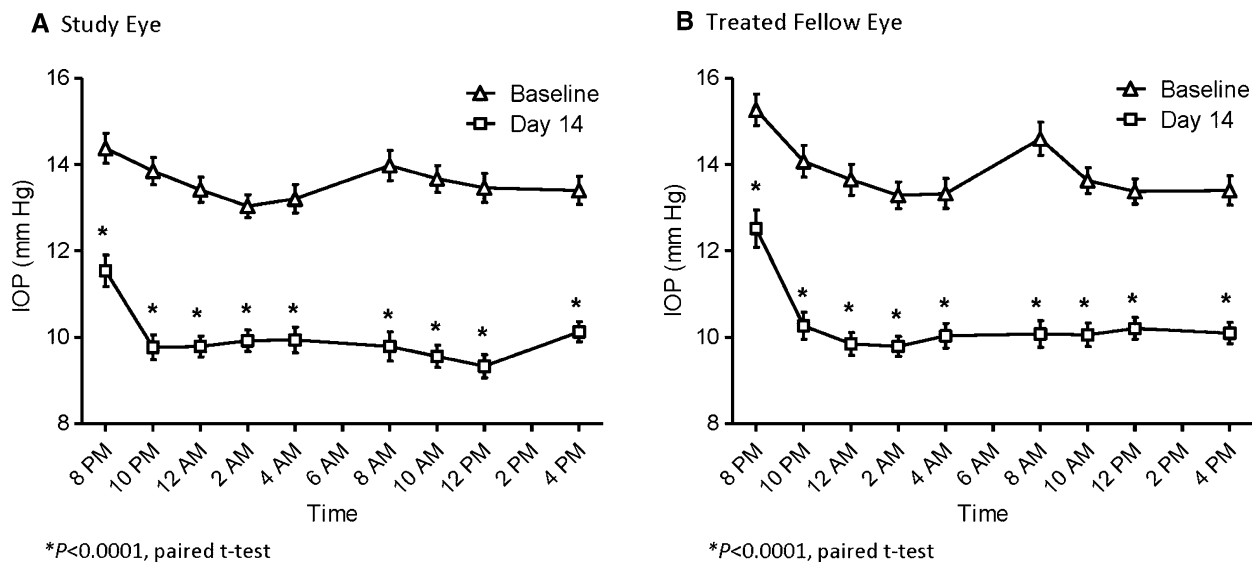 A Study Eye
16
14
12
10
8
IOP (mm Hg)
Baseline
Day 14
*
*
*
*
*
*
*
*
*
8 PM
10 PM
12 AM
2 AM
4 AM
6 AM
8 AM
10 AM
12 PM
2 PM
4 PM
Time
*P<0.0001, paired t-test
B Treated Fellow Eye
16
14
12
10
8
IOP (mm Hg)
Baseline
Day 14
*
*
*
*
*
*
*
*
*
8 PM
10 PM
12 AM
2 AM
4 AM
6 AM
8 AM
10 AM
12 PM
2 PM
4 PM
Time
*P<0.0001, paired t-test